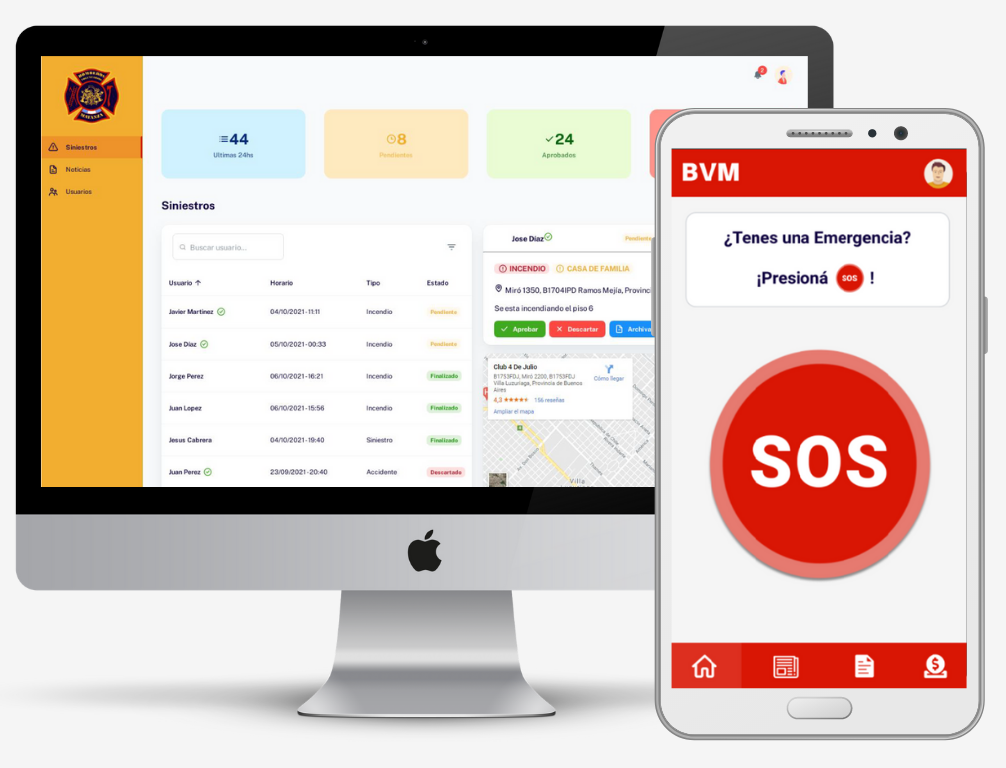 BOMBEROS
MATANZA
Siniestros
Noticias
Usuarios
2
44
Ultimas 24hs
8
Pendientes
24
Aprobados
Siniestros
Buscar usuario...
Usuario
Horario
Tipo
Estado
Javier Martinez
04/10/2021-11:11
Incendio
Pendiente
Jose Diaz
05/10/2021-00:33
Incendio
Pendiente
Jorge Perez
06/10/2021-16:21
Incendio
Finalizado
Juan Lopez
06/10/2021-15:56
Incendio
Finalizado
Jesus Cabrera
04/10/2021-19:40
Siniestro
Finalizado
Juan Perez
23/09/2021-20:40
Accidente
Descartado
Jose Diaz
Pendiente
INCENDIO
CASA DE FAMILIA
Miró 1350, B1704IPD Ramos Mejía, Provinc
Se esta incendiando el piso 6
Aprobar
Descartar
Archiva
Club 4 De Julio
B1753FDJ, Miró 2200, B1753FDJ
Villa Luzuriaga, Provincia de Buenos
Aires
Cómo llegar
4,3 ★★★★★ 156 reseñas
Ampliar el mapa
Villa
BVM
¿Tenes una Emergencia?
¡Presioná SOS !
SOS